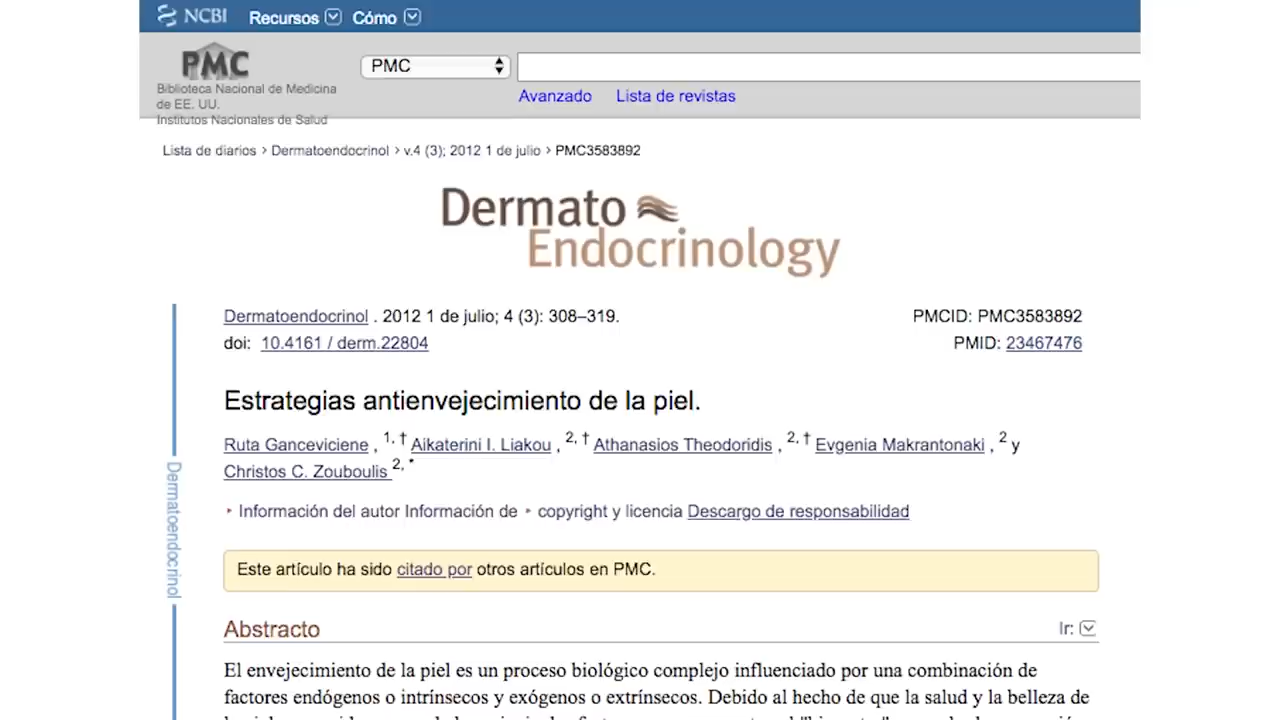 NCBI Recursos Cómo
PMC
PMC
Biblioteca Nacional de Medicina
de EE. UU.
Institutos Nacionales de Salud
Avanzado Lista de revistas
Lista de diarios > Dermatoendocrinol > v.4 (3); 2012 1 de julio > PMC3583892
Dermato
Endocrinology
Dermatoendocrinol . 2012 1 de julio; 4 (3): 308–319.
PMCID: PMC3583892
doi: 10.4161 / derm.22804
PMID: 23467476
Estrategias antienvejecimiento de la piel.
Ruta Ganceviciene , 1, † Aikaterini I. Liakou , 2, † Athanasios Theodoridis , 2, † Evgenia Makrantonaki , 2 y
Christos C. Zouboulis 2, *
Información del autor Información de ▸ copyright y licencia Descargo de responsabilidad
Dermatoendocrinol
Este artículo ha sido citado por otros artículos en PMC.
Abstracto
Ir:
El envejecimiento de la piel es un proceso biológico complejo influenciado por una combinación de
factores endógenos o intrínsecos y exógenos o extrínsecos. Debido al hecho de que la salud y la belleza de